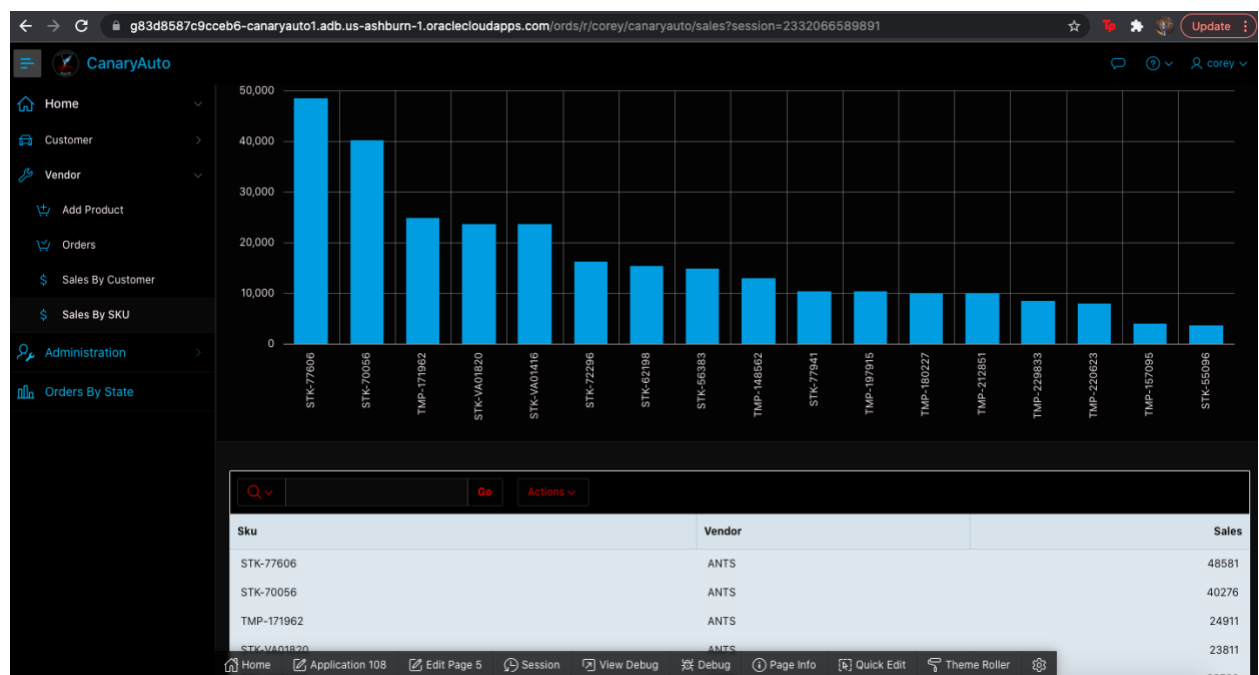 g83d8587c9cceb6-canaryauto1.adb.us-ashburn-1.oraclecloudapps.com/ords/r/corey/canaryauto/sales?session=2332066589891
Tp
Update
CanaryAuto
corey
Home
Customer
Vendor
Add Product
Orders
Sales By Customer
Sales By SKU
Administration
Orders By State
50,000
40,000
30,000
20,000
10,000
0
STK-77606
STK-70056
TMP-171962
STK-VA01820
STK-VA01416
STK-72296
STK-62198
STK-56383
TMP-148562
STK-77941
TMP-197915
TMP-180227
TMP-212851
TMP-229833
TMP-220623
TMP-157095
STK-55096
Go Actions
Sku Vendor Sales
STK-77606 ANTS 48581
STK-70056 ANTS 40276
TMP-171962 ANTS 24911
STK-VA01820 ANTS 23811
Home Application 108 Edit Page 5 Session View Debug Debug Page Info Quick Edit Theme Roller